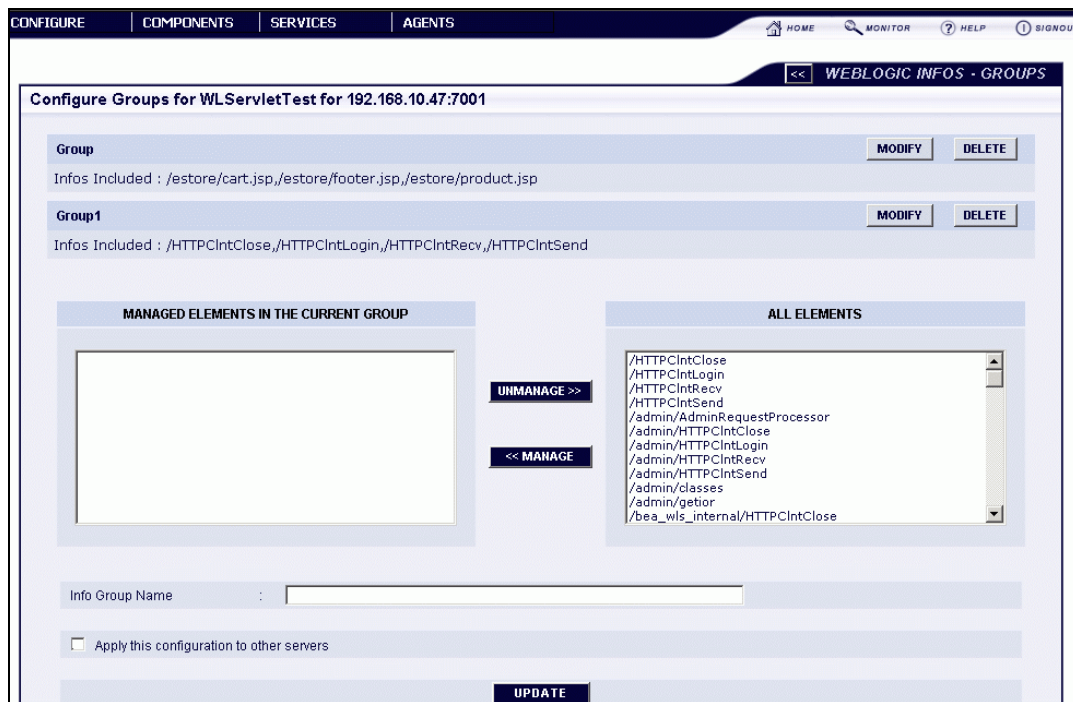 CONFIGURE COMPONENTS SERVICES AGENTS
HOME MONITOR ? HELP SIGNOU
<< WEBLOGIC INFOS - GROUPS
Configure Groups for WLServletTest for 192.168.10.47:7001
Group MODIFY DELETE
Infos Included : /estore/cart.jsp,,/estore/footer.jsp,,/estore/product.jsp
Group1 MODIFY DELETE
Infos Included : /HTTPClntClose,,/HTTPClntLogin,,/HTTPClntRecv,,/HTTPClntSend
MANAGED ELEMENTS IN THE CURRENT GROUP ALL ELEMENTS
/HTTPClntClose
/HTTPClntLogin
/HTTPClntRecv
UNMANAGE >> /HTTPClntSend
/admin/AdminRequestProcessor
/admin/HTTPClntClose
/admin/HTTPClntLogin
<< MANAGE /admin/HTTPClntRecv
/admin/HTTPClntSend
/admin/classes
/admin/getior
/bea_wls_internal/HTTPClntClose
Info Group Name :
Apply this configuration to other servers
UPDATE